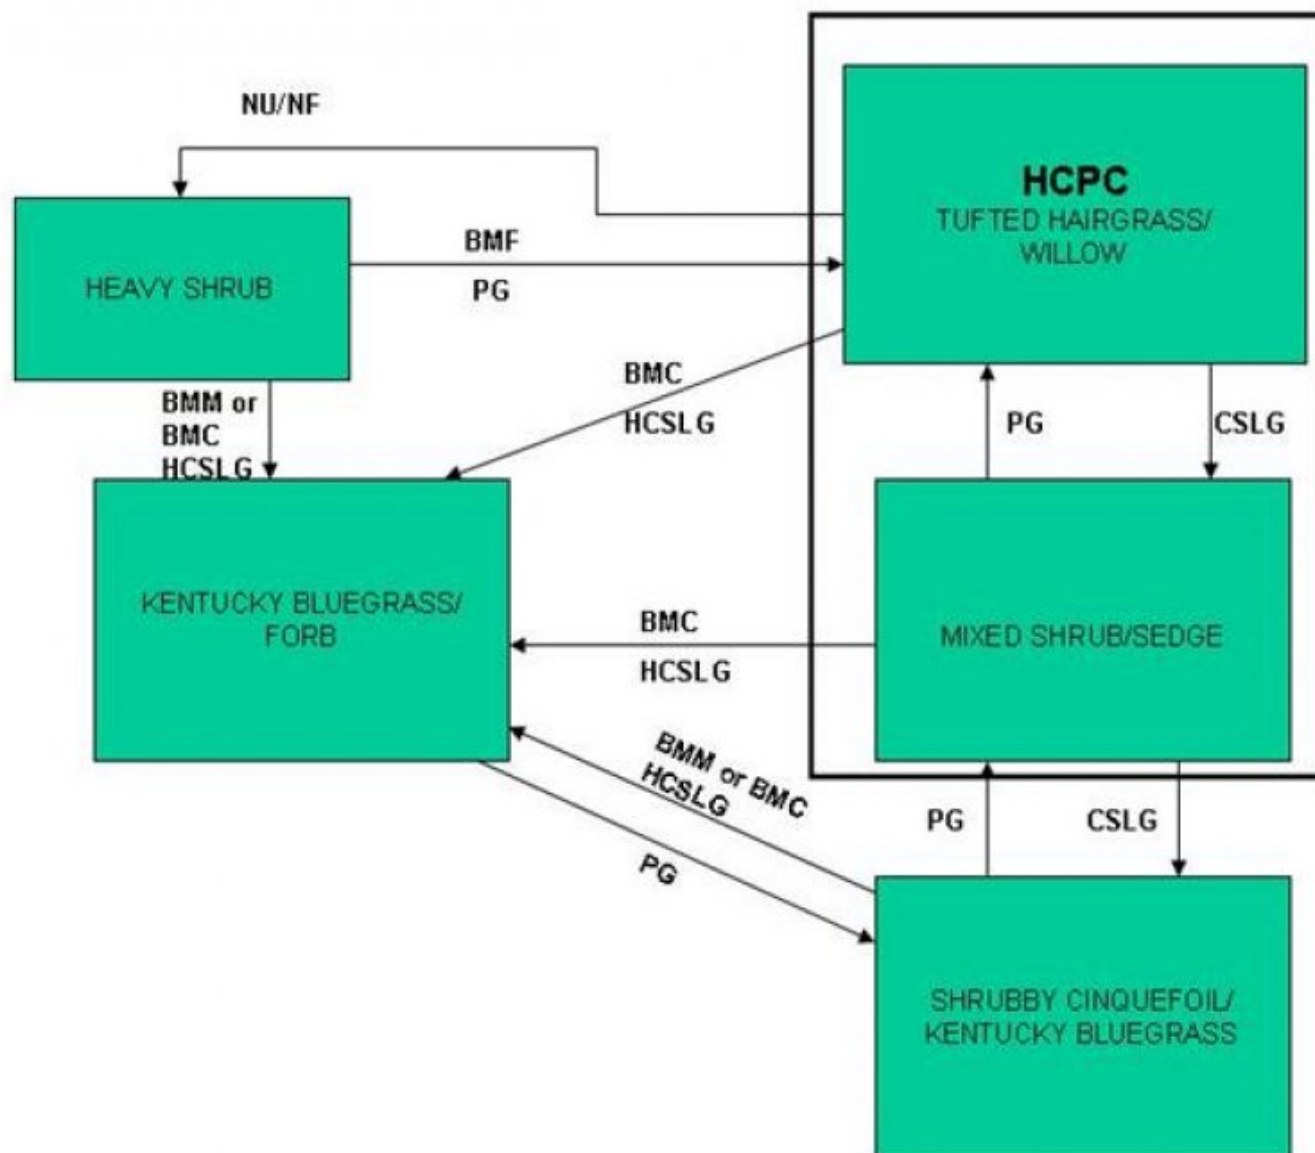 NU/NF
HCPC
TUFTED HAIRGRASS/
WILLOW
HEAVY SHRUB
BMF
PG
BMC
HCSLG
PG
CSLG
BMM or
BMC
HCSLG
KENTUCKY BLUEGRASS/
FORB
BMC
HCSLG
MIXED SHRUB/SEDGE
BMM or BMC
HCSLG
PG
PG
CSLG
SHRUBBY CINQUEFOIL/
KENTUCKY BLUEGRASS